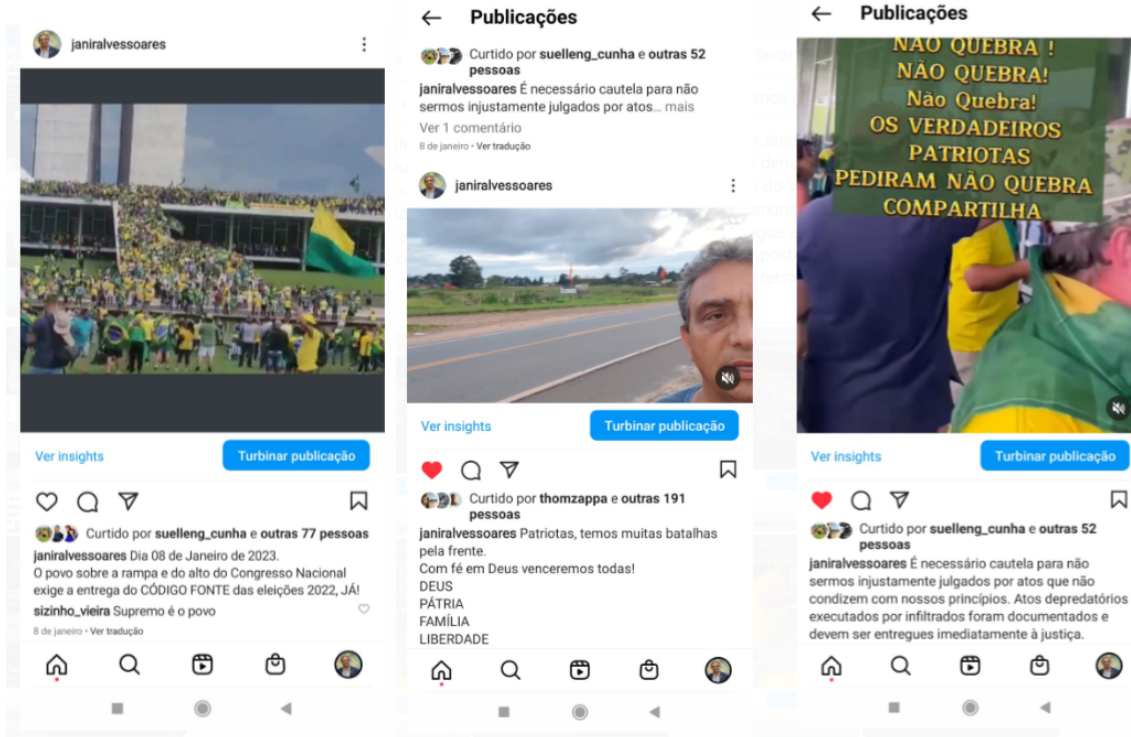 janiralvessoares
Ver insights
Turbinar publicação
Curtido por suelleng_cunha e outras 77 pessoas
janiralvessoares Dia 08 de Janeiro de 2023.
O povo sobre a rampa e do alto do Congresso Nacional
exige a entrega do CÓDIGO FONTE das eleições 2022, JÁ!
sizinho_vieira Supremo é o povo
8 de janeiro • Ver tradução
Publicações
Curtido por suelleng_cunha e outras 52
pessoas
janiralvessoares É necessário cautela para não
sermos injustamente julgados por atos... mais
Ver 1 comentário
8 de janeiro • Ver tradução
janiralvessoares
Ver insights
Turbinar publicação
Curtido por thomzappa e outras 191
pessoas
janiralvessoares Patriotas, temos muitas batalhas
pela frente.
Com fé em Deus venceremos todas!
DEUS
PÁTRIA
FAMÍLIA
LIBERDADE
Publicações
NÃO QUEBRA !
NÃO QUEBRA!
Não Quebra!
OS VERDADEIROS
PATRIOTAS
PEDIRAM NÃO QUEBRA
COMPARTILHA
Ver insights
Turbinar publicação
Curtido por suelleng_cunha e outras 52
pessoas
janiralvessoares É necessário cautela para não
sermos injustamente julgados por atos que não
condizem com nossos princípios. Atos depredatórios
executados por infiltrados foram documentados e
devem ser entregues imediatamente à justiça.